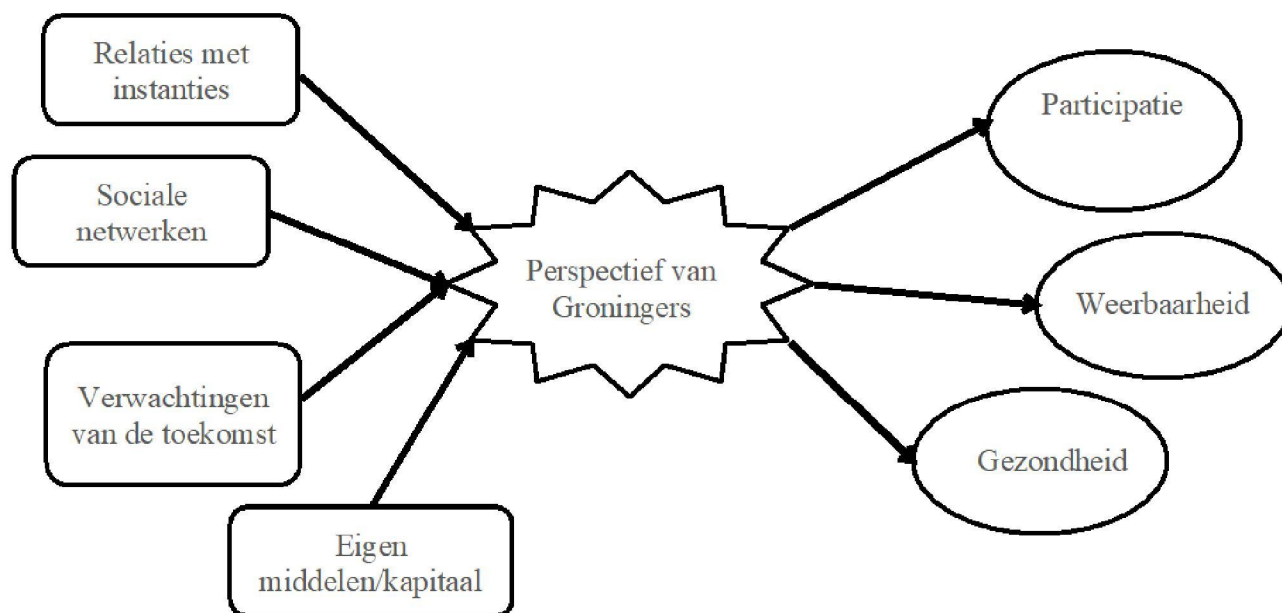 Relaties met
instanties
Sociale
netwerken
Verwachtingen
van de toekomst
Eigen
middelen/kapitaal
Perspectief van
Groningers
Participatie
Weerbaarheid
Gezondheid